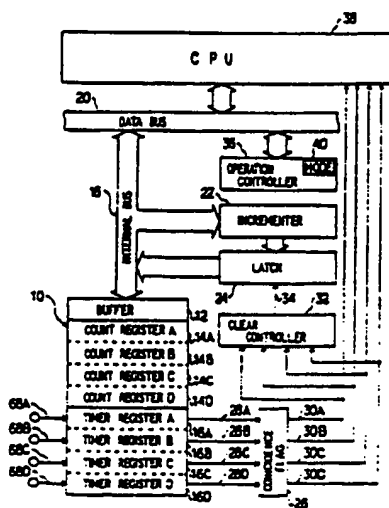 38
CPU
20
DATA BUS
36
40
MODE
OPERATION CONTROLLER
22
INCREMENTER
INTERNAL BUS
LATCH
24
34
32
CLEAR CONTROLLER
10
BUFFER
12
COUNT REGISTER A
14A
COUNT REGISTER B
14B
COUNT REGISTER C
14C
COUNT REGISTER D
14D
68A
TIMER REGISTER A
28A
30A
16A
68B
TIMER REGISTER B
28B
30B
16B
68C
TIMER REGISTER C
28C
30C
16C
68D
TIMER REGISTER D
28D
16D
COINCIDENCE FLAG
26